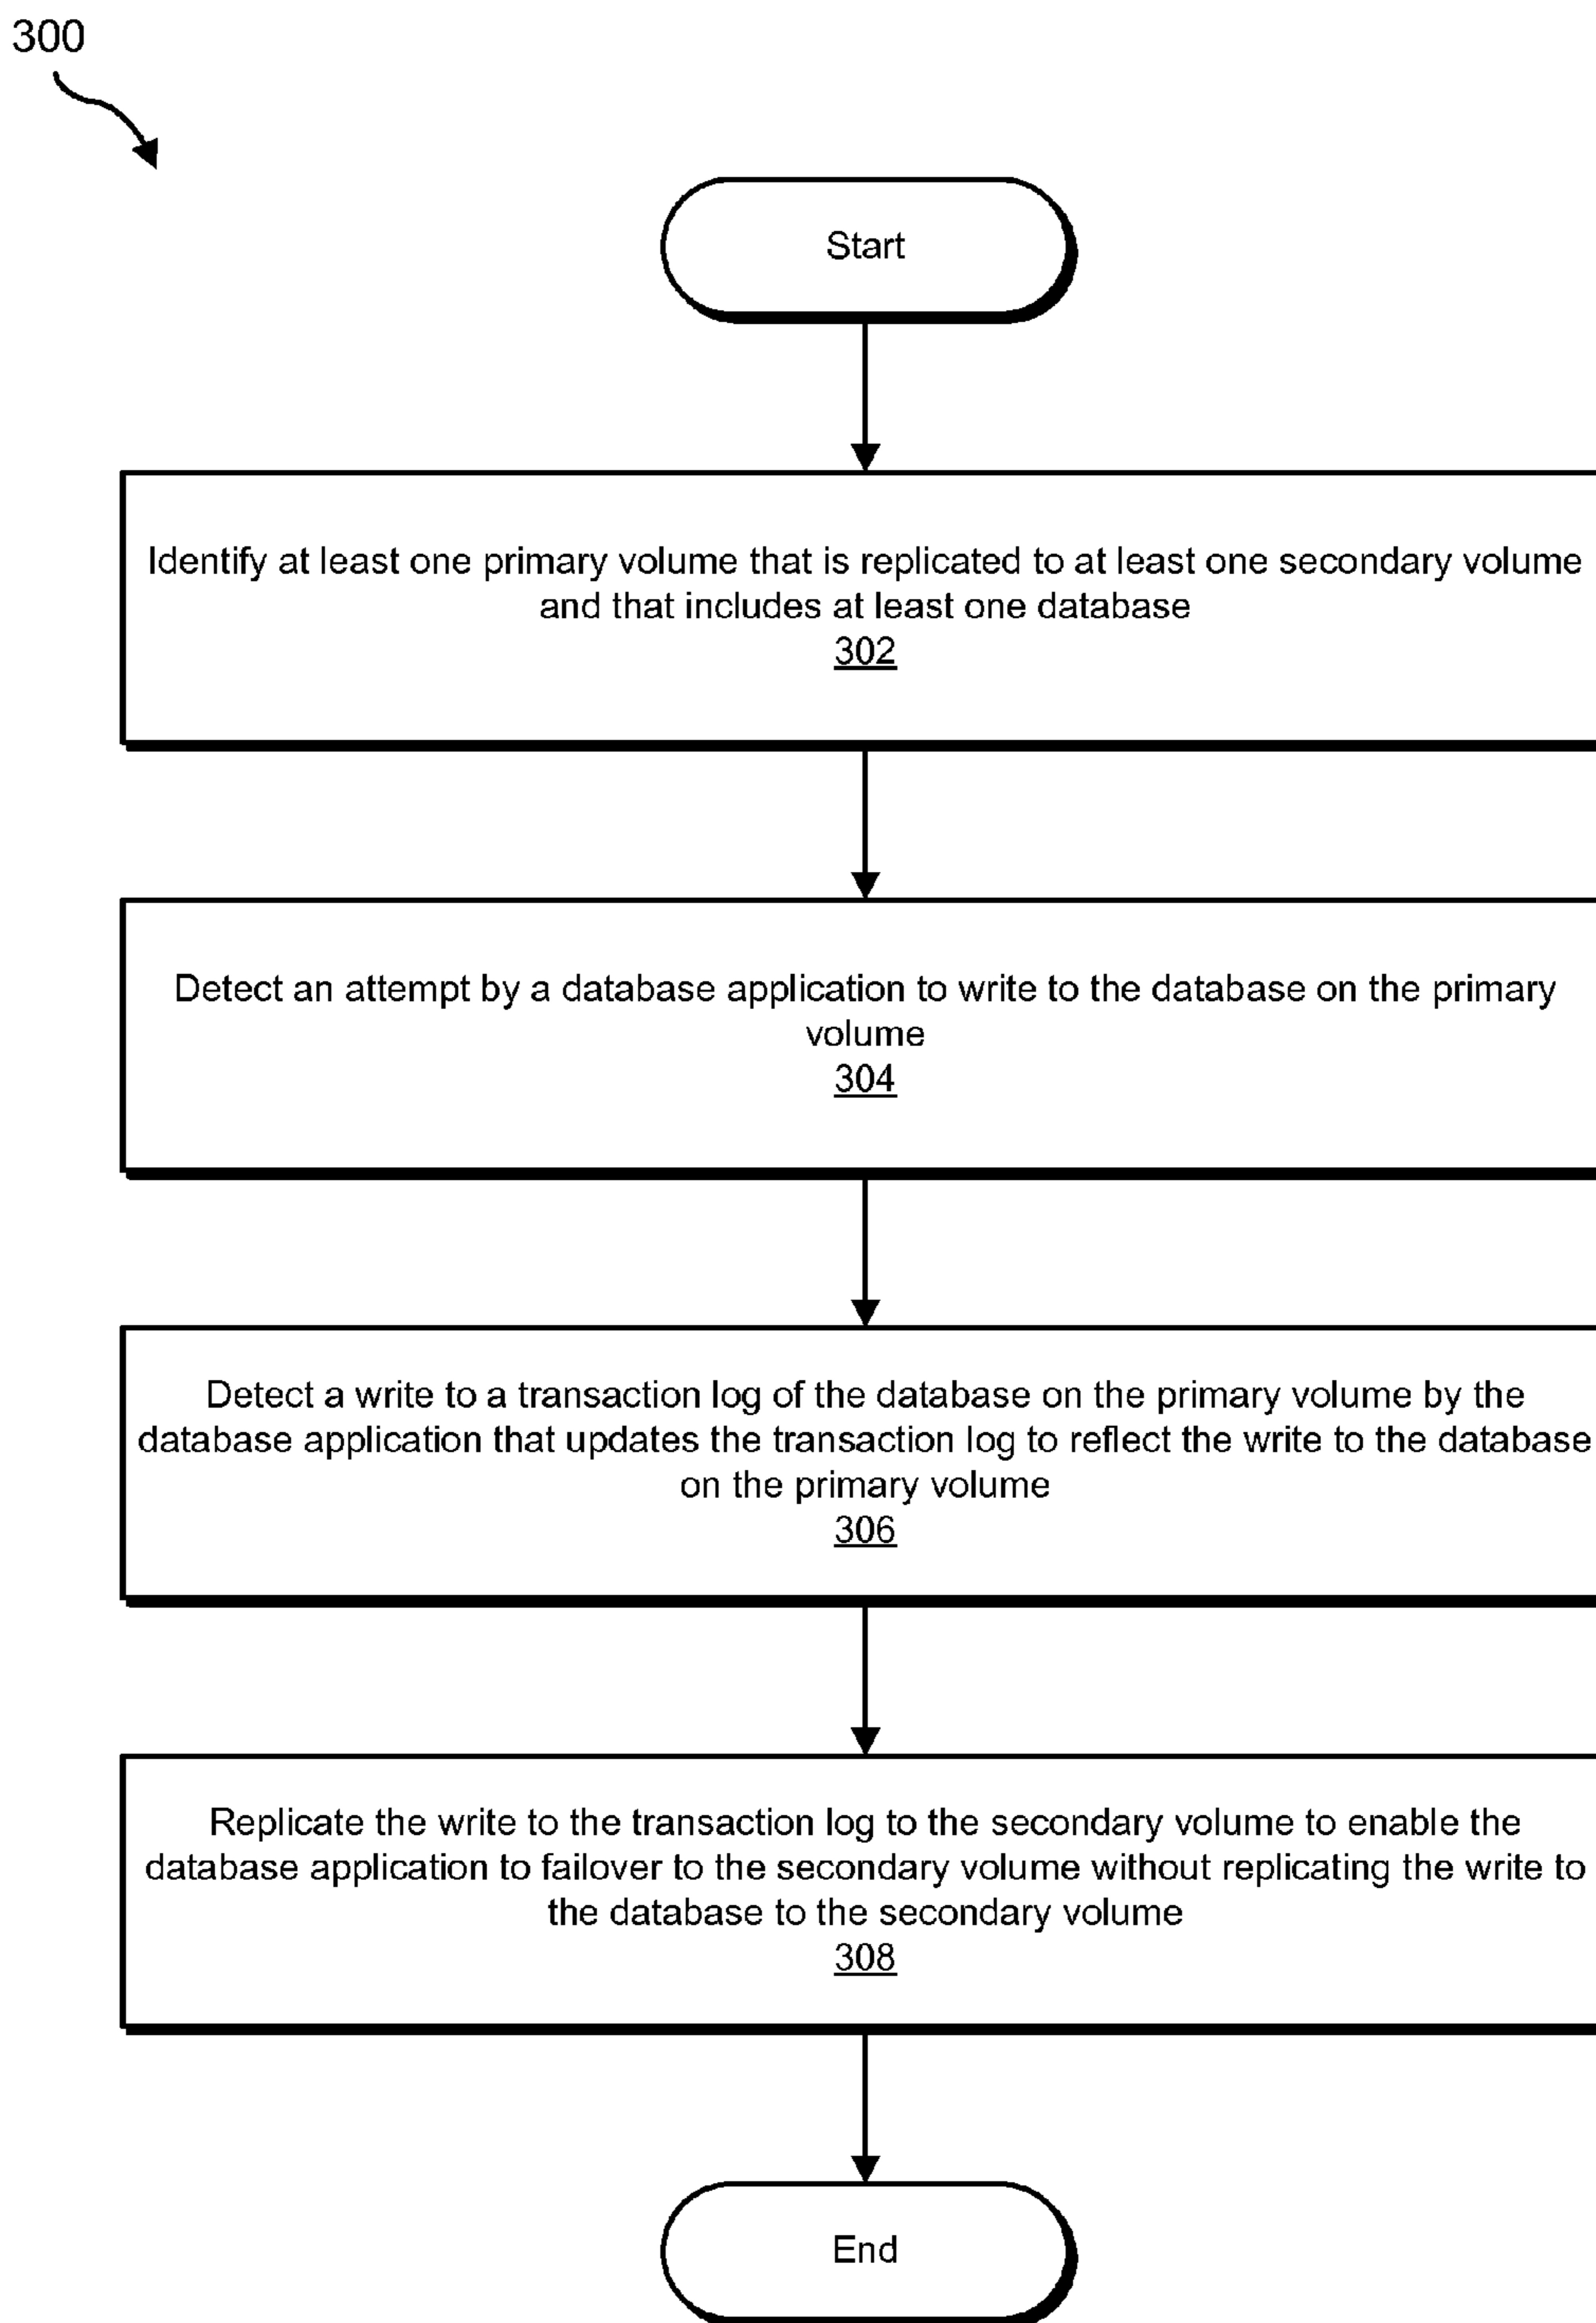 300
Start
Identify at least one primary volume that is replicated to at least one secondary volume
and that includes at least one database
302
Detect an attempt by a database application to write to the database on the primary
volume
304
Detect a write to a transaction log of the database on the primary volume by the
database application that updates the transaction log to reflect the write to the database
on the primary volume
306
Replicate the write to the transaction log to the secondary volume to enable the
database application to failover to the secondary volume without replicating the write to
the database to the secondary volume
308
End